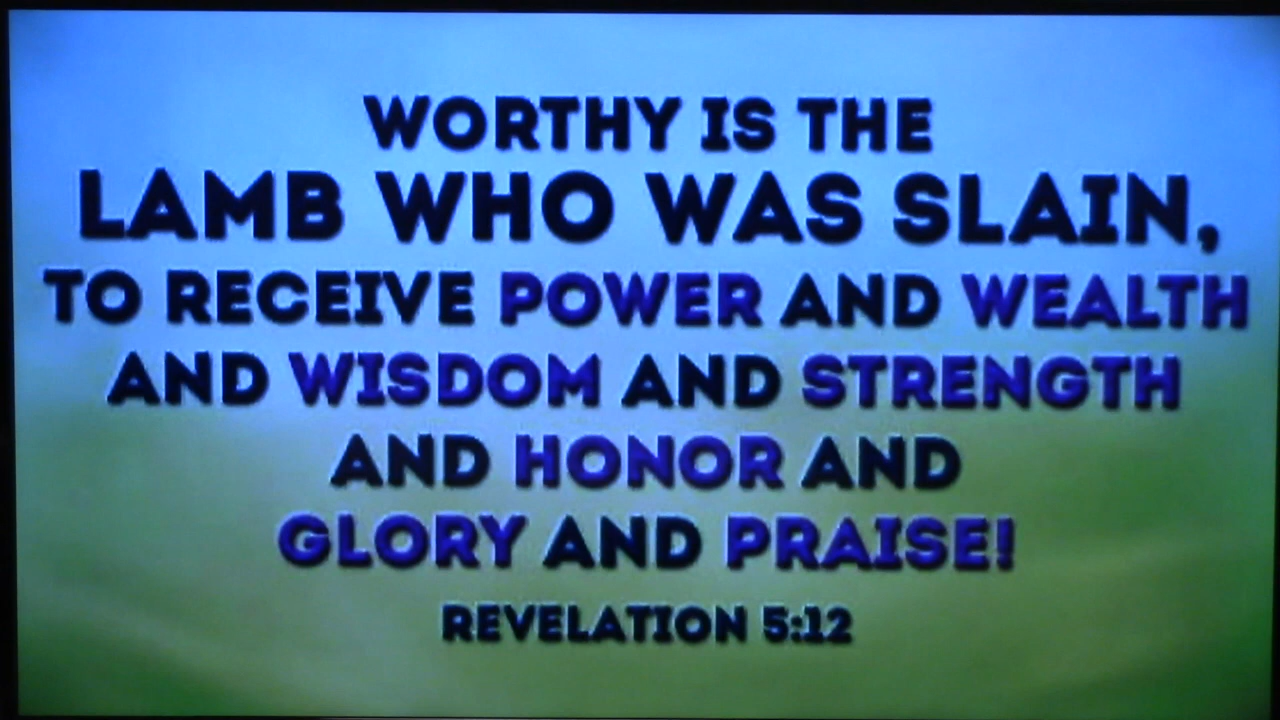 WORTHY IS THE
LAMB WHO WAS SLAIN,
TO RECEIVE POWER AND WEALTH
AND WISDOM AND STRENGTH
AND HONOR AND
GLORY AND PRAISE!
REVELATION 5:12